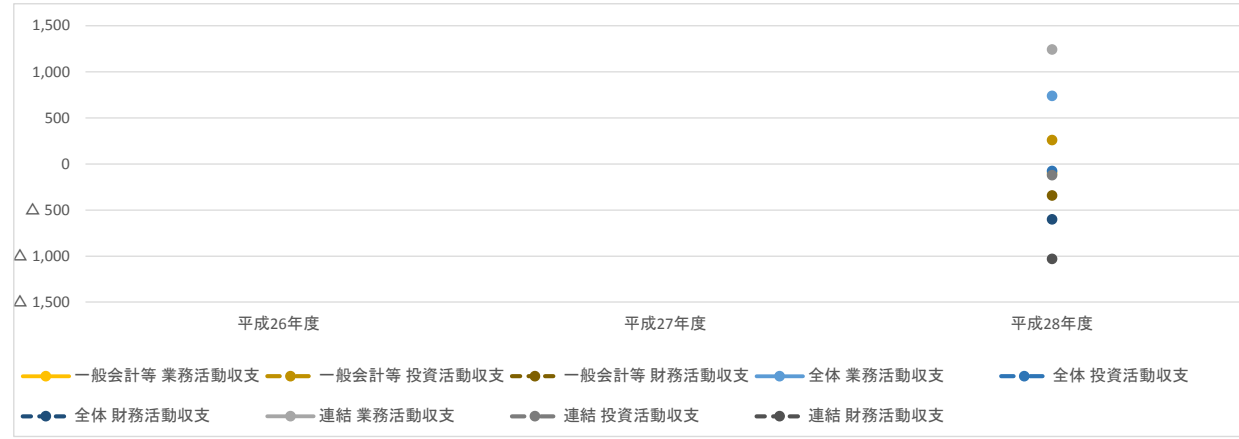 1,500
1,000
500
0
△ 500
△ 1,000
△ 1,500
平成26年度 平成27年度 平成28年度
一般会計等 業務活動収支 一般会計等 投資活動収支 一般会計等 財務活動収支 全体 業務活動収支 全体 投資活動収支
全体 財務活動収支 連結 業務活動収支 連結 投資活動収支 連結 財務活動収支